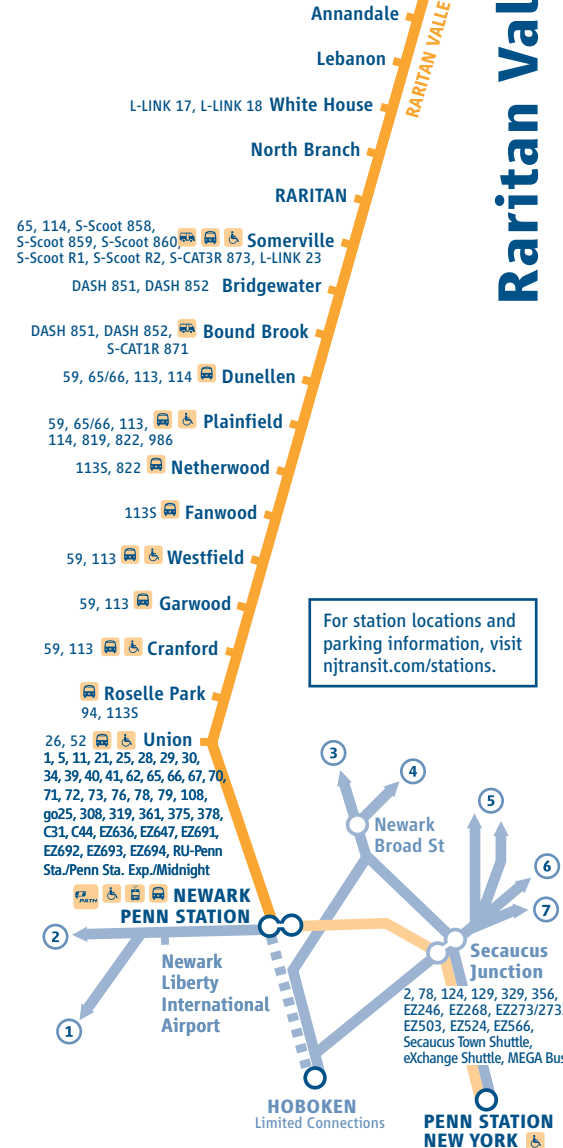 Annandale
Lebanon
L-LINK 17, L-LINK 18 White House
North Branch
RARITAN
65, 114, S-Scoot 858,
S-Scoot 859, S-Scoot 860, Somerville
S-Scoot R1, S-Scoot R2, S-CAT3R 873, L-LINK 23
DASH 851, DASH 852 Bridgewater
DASH 851, DASH 852, Bound Brook
S-CAT1R 871
59, 65/66, 113, 114 Dunellen
59, 65/66, 113, Plainfield
114, 819, 822, 986
113S, 822 Netherwood
113S Fanwood
59, 113 Westfield
59, 113 Garwood
59, 113 Cranford
Roselle Park
94, 113S
26, 52 Union
1, 5, 11, 21, 25, 28, 29, 30,
34, 39, 40, 41, 62, 65, 66, 67, 70,
71, 72, 73, 76, 78, 79, 108,
go25, 308, 319, 361, 375, 378,
C31, C44, EZ636, EZ647, EZ691,
EZ692, EZ693, EZ694, RU-Penn
Sta./Penn Sta. Exp./Midnight
PATH NEWARK
PENN STATION
RARITAN VALLE
Raritan Val
For station locations and
parking information, visit
njtransit.com/stations.
3
4
5
6
7
Newark
Broad St
2
1
Newark
Liberty
International
Airport
Secaucus
Junction
2, 78, 124, 129, 329, 356,
EZ246, EZ268, EZ273/273
EZ503, EZ524, EZ566,
Secaucus Town Shuttle,
eXchange Shuttle, MEGA Bus
HOBOKEN
Limited Connections
PENN STATION
NEW YORK